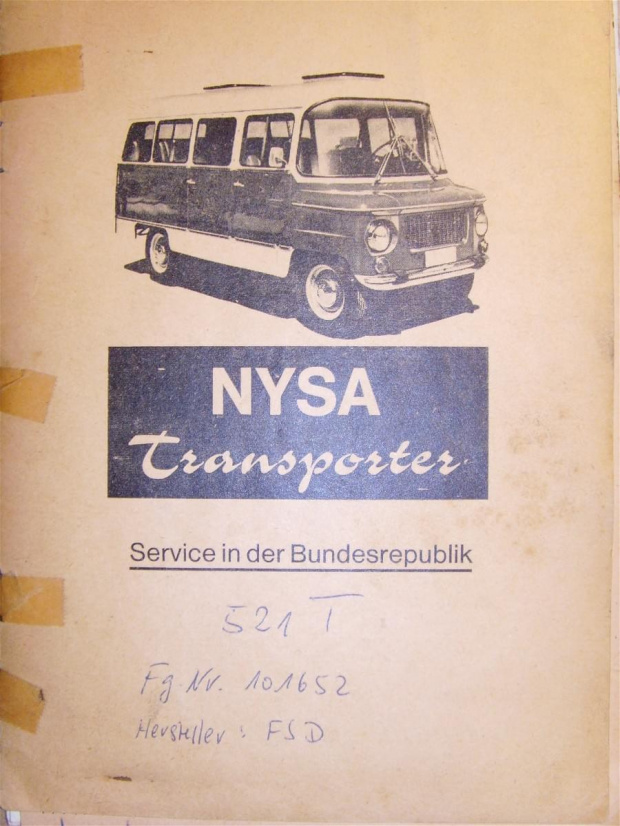 NYSA
Transporter
Service in der Bundesrepublik
521 T
Fg-Nr. 101652
Hersteller: FSD